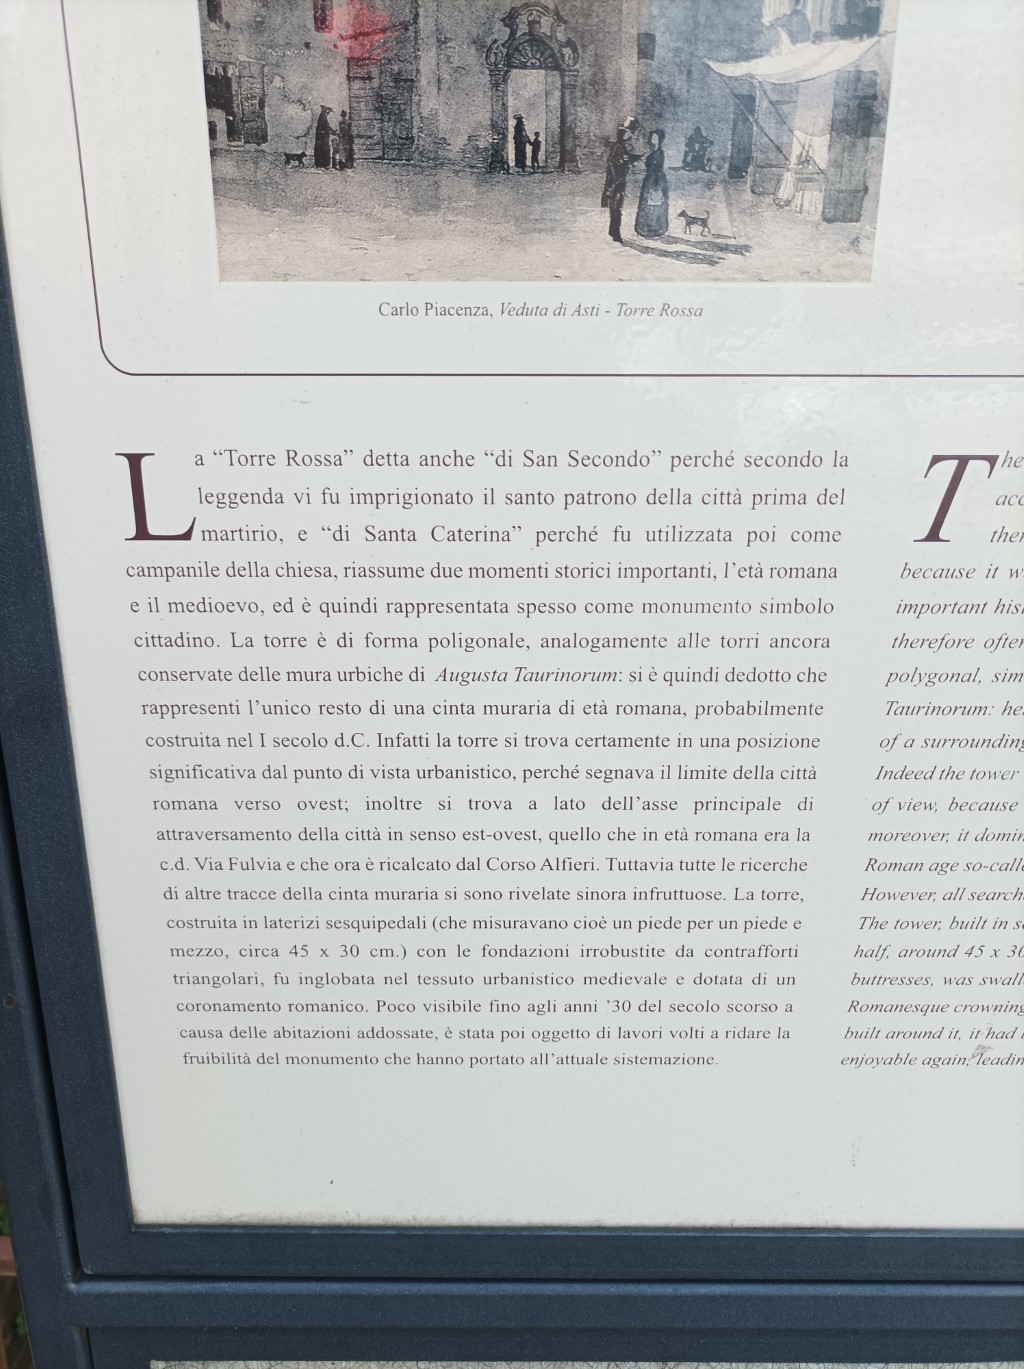 Carlo Piacenza, Veduta di Asti - Torre Rossa
La “Torre Rossa” detta anche “di San Secondo” perché secondo la
leggenda vi fu imprigionato il santo patrono della città prima del
martirio, e “di Santa Caterina” perché fu utilizzata poi come
campanile della chiesa, riassume due momenti storici importanti, l’età romana
e il medioevo, ed è quindi rappresentata spesso come monumento simbolo
cittadino. La torre è di forma poligonale, analogamente alle torri ancora
conservate delle mura urbiche di Augusta Taurinorum: si è quindi dedotto che
rappresenti l’unico resto di una cinta muraria di età romana, probabilmente
costruita nel I secolo d.C. Infatti la torre si trova certamente in una posizione
significativa dal punto di vista urbanistico, perché segnava il limite della città
romana verso ovest; inoltre si trova a lato dell’asse principale di
attraversamento della città in senso est-ovest, quello che in età romana era la
c.d. Via Fulvia e che ora è ricalcato dal Corso Alfieri. Tuttavia tutte le ricerche
di altre tracce della cinta muraria si sono rivelate sinora infruttuose. La torre,
costruita in laterizi sesquipedali (che misuravano cioè un piede per un piede e
mezzo, circa 45 x 30 cm.) con le fondazioni irrobustite da contrafforti
triangolari, fu inglobata nel tessuto urbanistico medievale e dotata di un
coronamento romanico. Poco visibile fino agli anni ’30 del secolo scorso a
causa delle abitazioni addossate, è stata poi oggetto di lavori volti a ridare la
fruibilità del monumento che hanno portato all’attuale sistemazione.
The
acc
ther
because it w
important hist
therefore often
polygonal, sim
Taurinorum: he
of a surrounding
Indeed the tower
of view, because
moreover, it domin
Roman age so-calle
However, all search
The tower, built in s
half, around 45 x 30
buttresses, was swall
Romanesque crowning
built around it, it had
enjoyable again, leadin